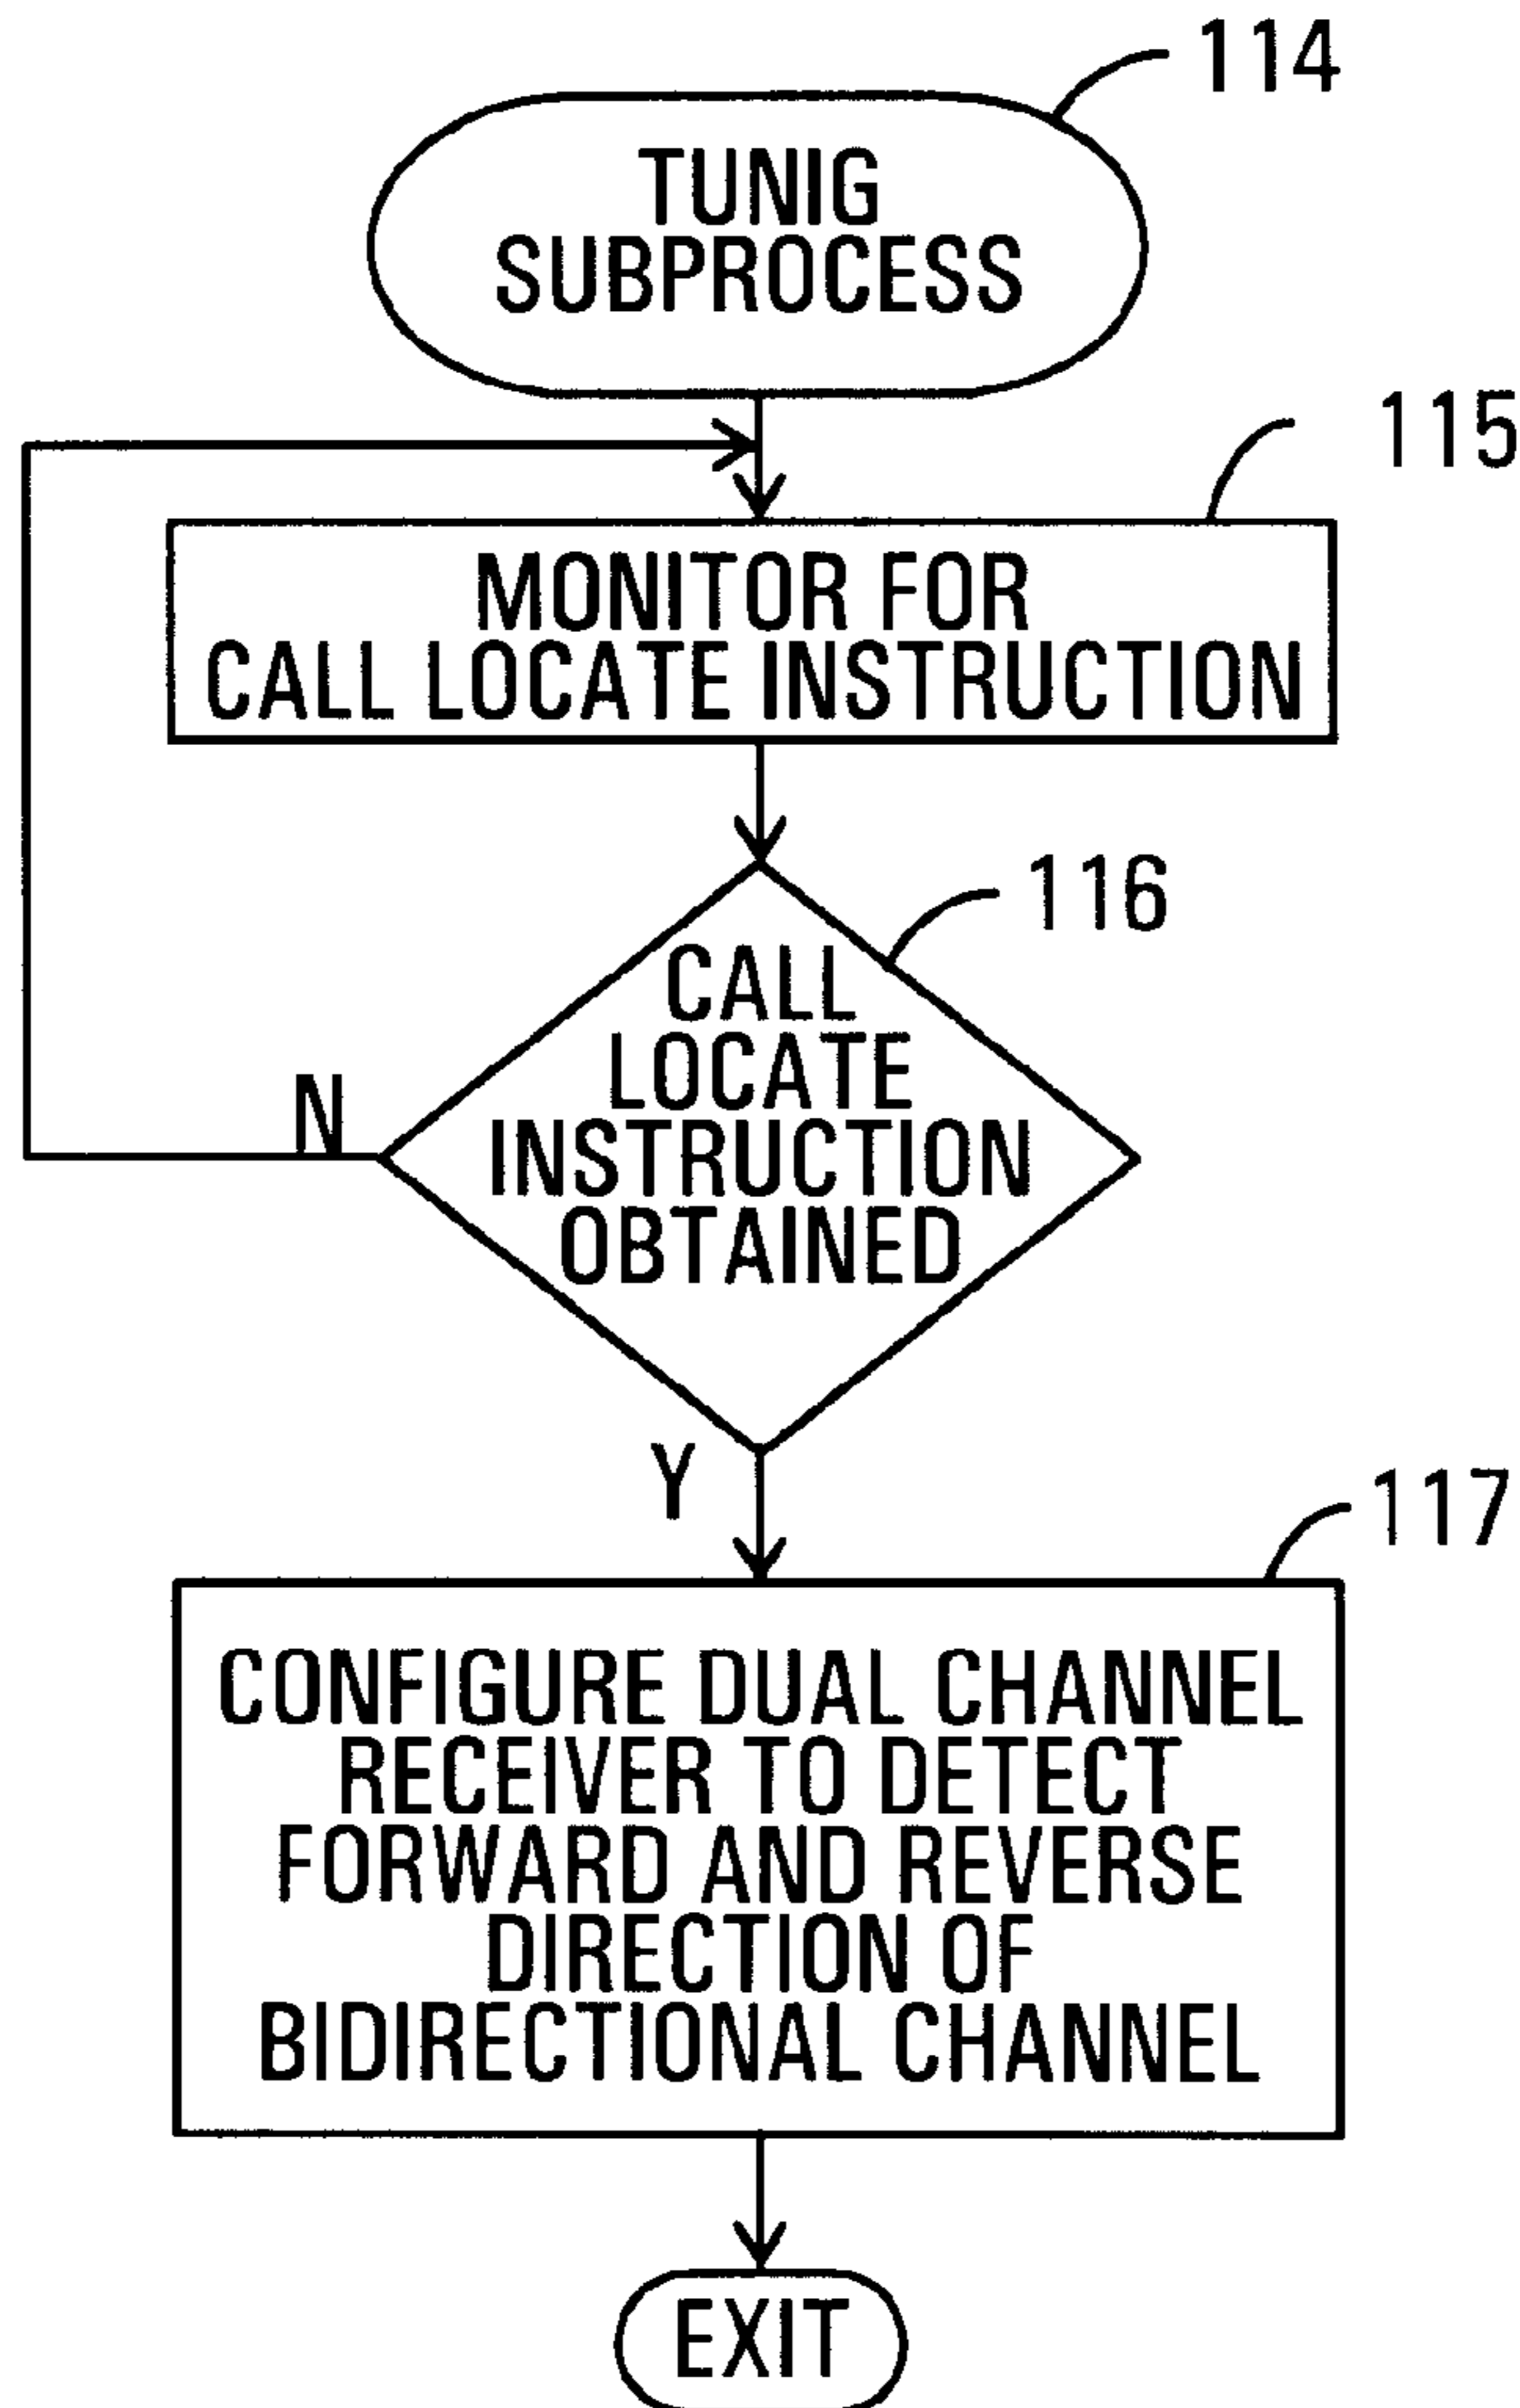 114
TUNIG
SUBPROCESS
115
MONITOR FOR
CALL LOCATE INSTRUCTION
116
CALL
LOCATE
INSTRUCTION
OBTAINED
N
Y
117
CONFIGURE DUAL CHANNEL
RECEIVER TO DETECT
FORWARD AND REVERSE
DIRECTION OF
BIDIRECTIONAL CHANNEL
EXIT